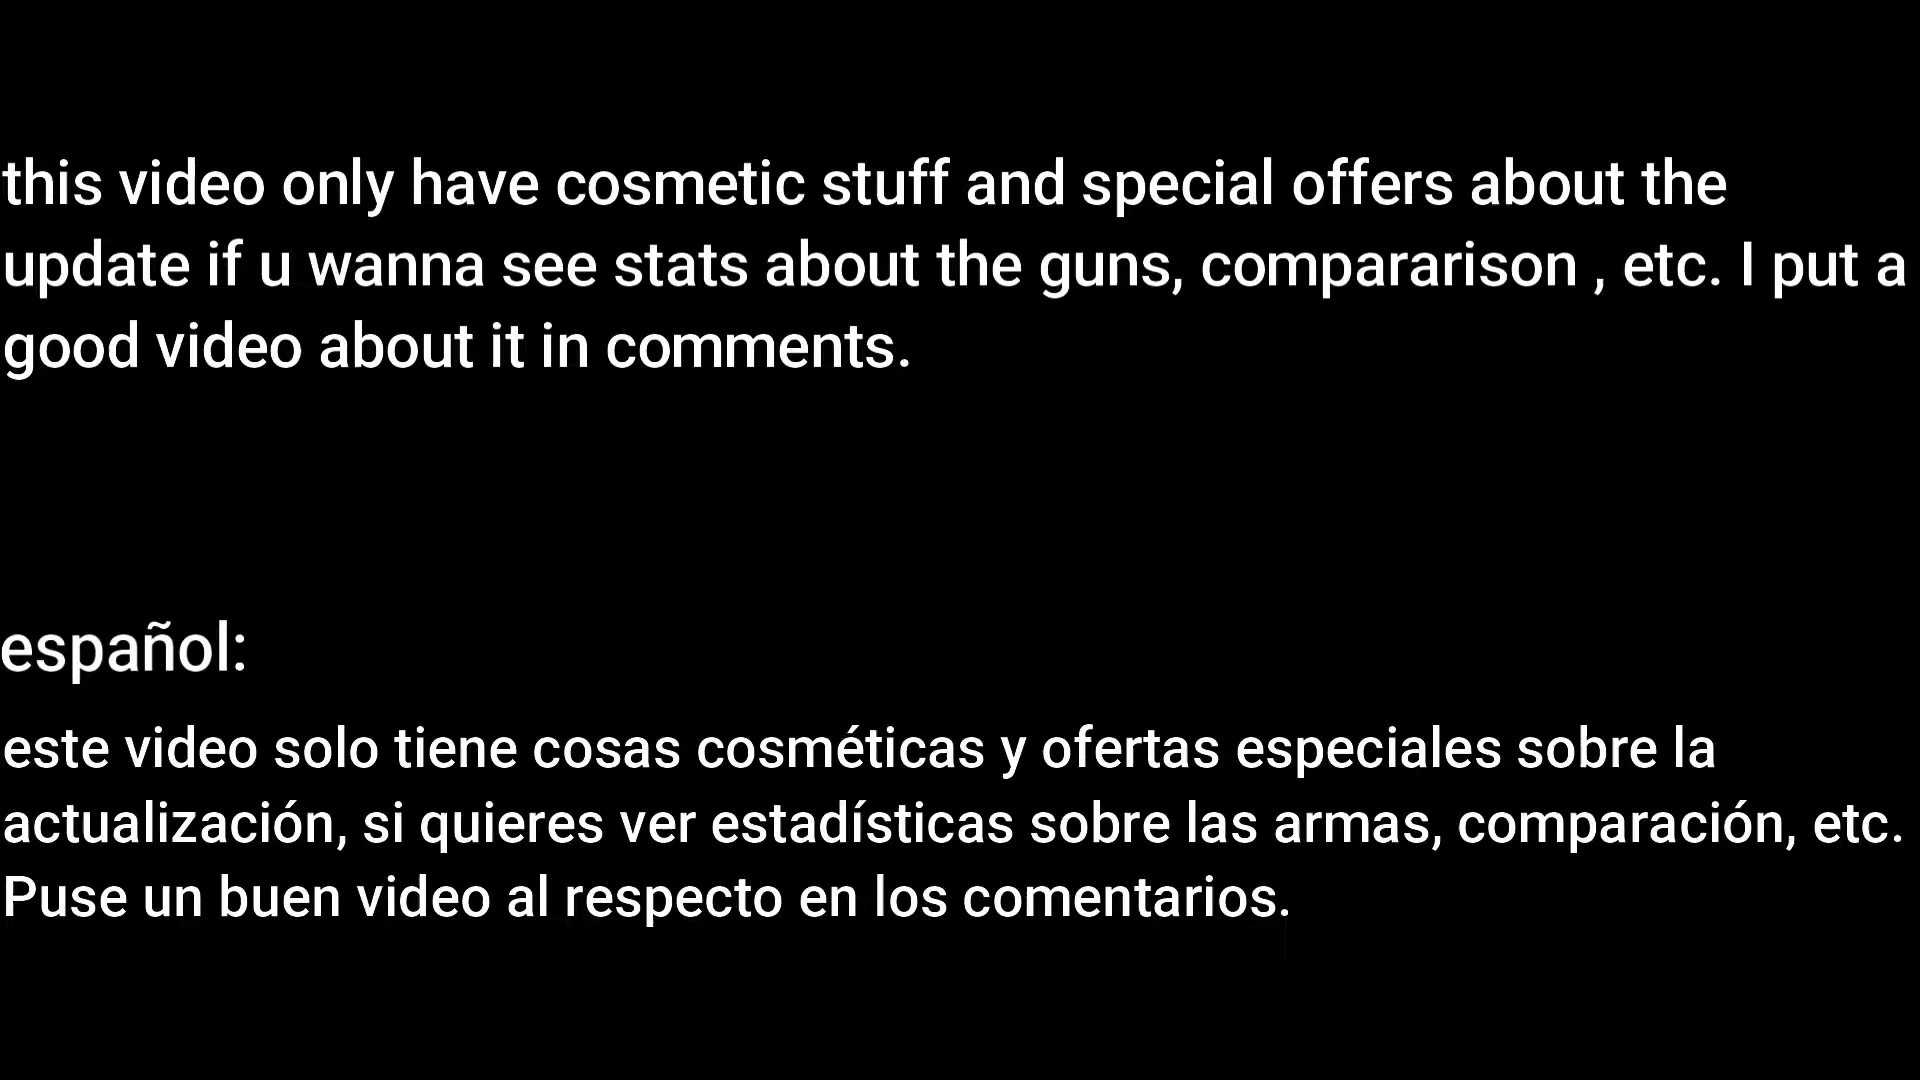 this video only have cosmetic stuff and special offers about the
update if u wanna see stats about the guns, compararison , etc. I put a
good video about it in comments.
español:
este video solo tiene cosas cosméticas y ofertas especiales sobre la
actualización, si quieres ver estadísticas sobre las armas, comparación, etc.
Puse un buen video al respecto en los comentarios.